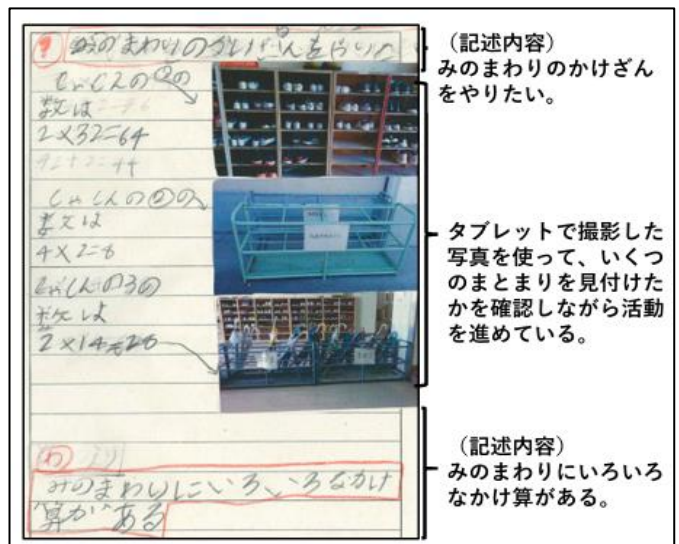 ？ 身のまわりのかけざんをやりたい
しゃしんの①の
数は
2×32=64
しゃしんの②の
数は
4×2=8
しゃしんの3の
数は
2×14=28
わ
みのまわりにいろいろなかけ
算がある
（記述内容）
みのまわりのかけざん
をやりたい。
タブレットで撮影した
写真を使って、いくつ
のまとまりを見付けた
かを確認しながら活動
を進めている。
（記述内容）
みのまわりにいろいろ
なかけ算がある。